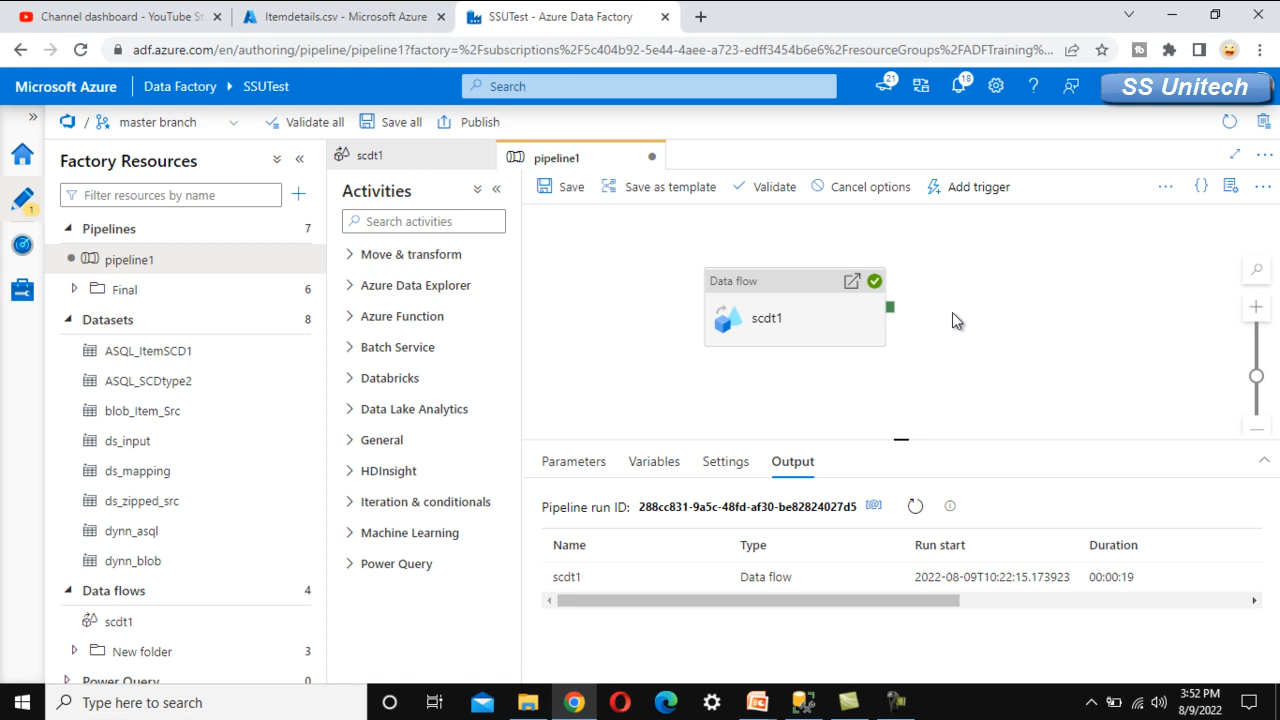 Channel dashboard - YouTube St
Itemdetails.csv - Microsoft Azure
SSUTest - Azure Data Factory
adf.azure.com/en/authoring/pipeline/pipeline1?factory=%2Fsubscriptions%2F5c404b92-5e44-4aee-a723-edff3454b6e6%2FresourceGroups%2FADFTraining%...
Microsoft Azure
Data Factory
SSUTest
Search
21
18
SS Unitech
/ master branch
Validate all
Save all
Publish
Factory Resources
Filter resources by name
Pipelines 7
pipeline1
Final 6
Datasets 8
ASQL_ItemSCD1
ASQL_SCDtype2
blob_Item_Src
ds_input
ds_mapping
ds_zipped_src
dynn_asql
dynn_blob
Data flows 4
scdt1
New folder 3
Power Query 0
1
scdt1
pipeline1
Activities
Search activities
Move & transform
Azure Data Explorer
Azure Function
Batch Service
Databricks
Data Lake Analytics
General
HDInsight
Iteration & conditionals
Machine Learning
Power Query
Save
Save as template
Validate
Cancel options
Add trigger
{}
Data flow
scdt1
Parameters Variables Settings Output
Pipeline run ID: 288cc831-9a5c-48fd-af30-be82824027d5 [@]
Name Type Run start Duration
scdt1 Data flow 2022-08-09T10:22:15.173923 00:00:19
Type here to search
3:52 PM
8/9/2022